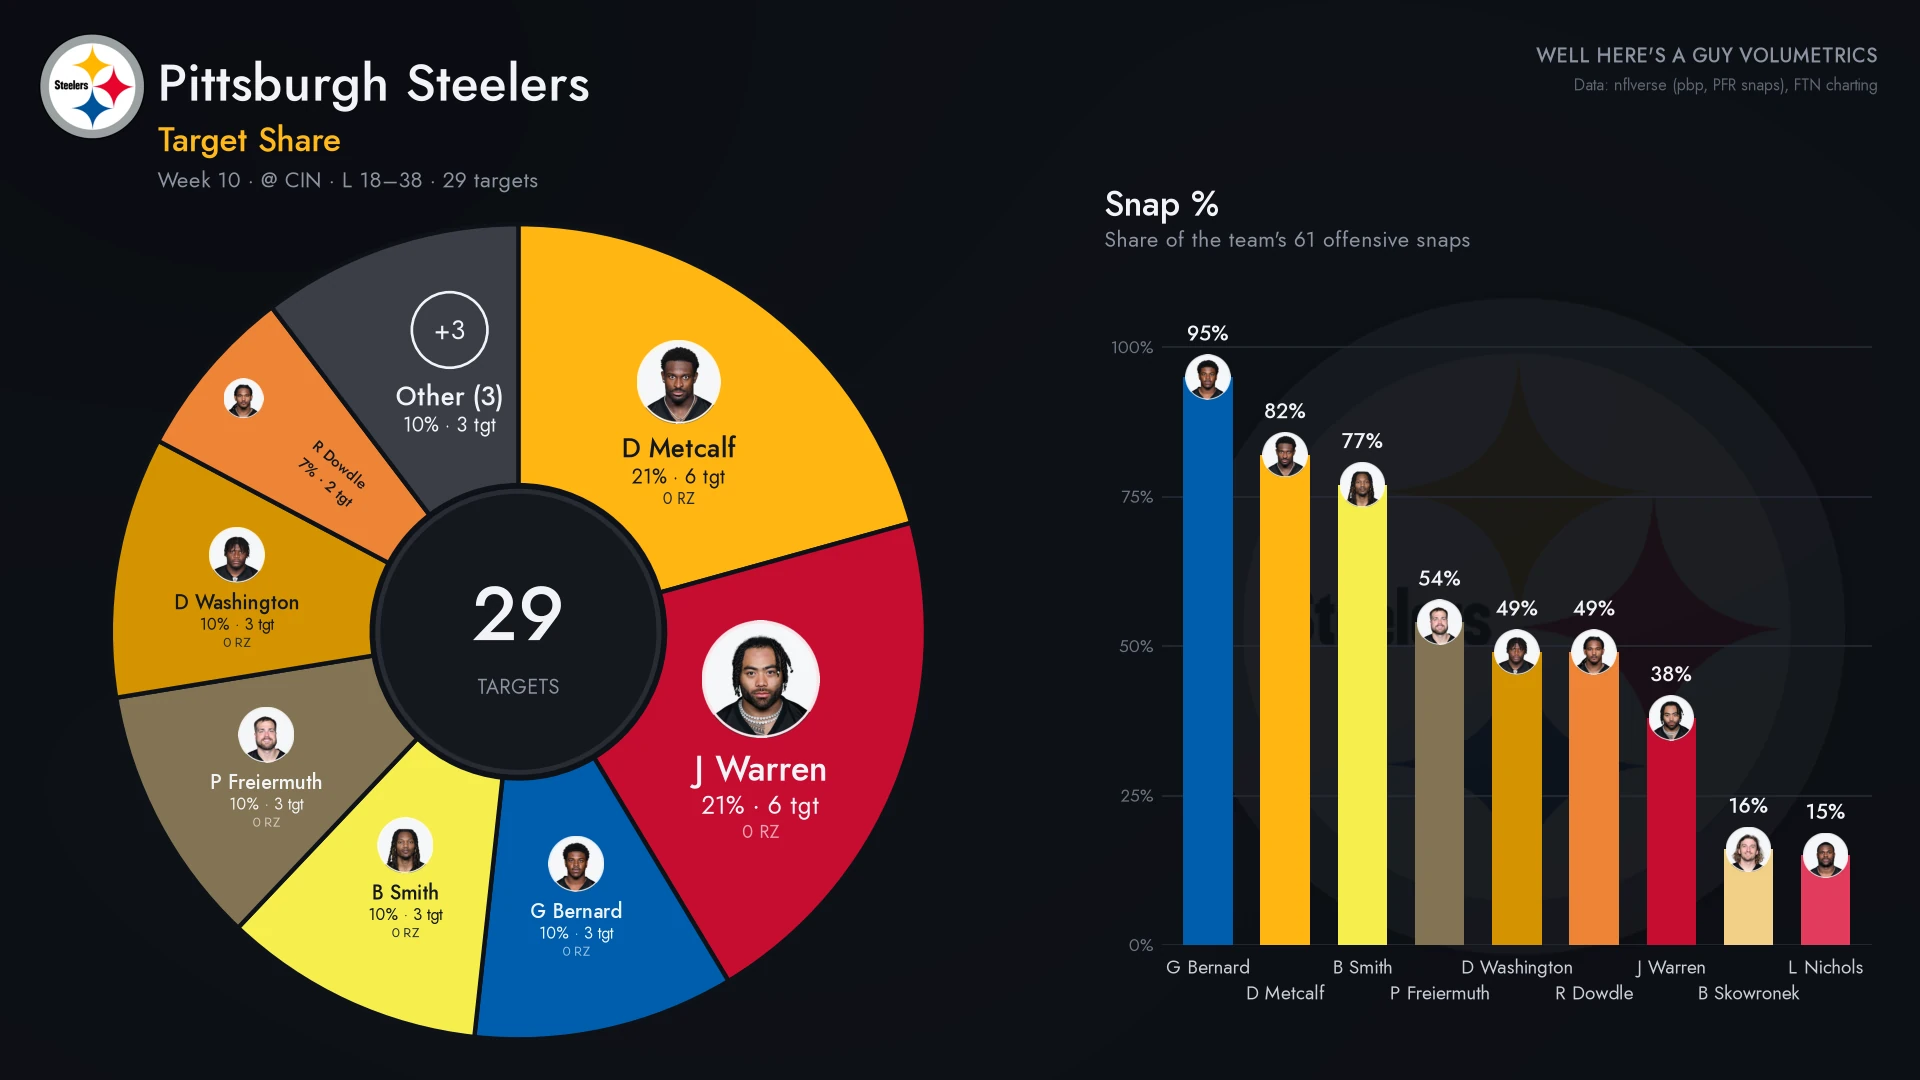 Steelers
Pittsburgh Steelers
Target Share
Week 10 · @ CIN · L 18–38 · 29 targets
WELL HERE'S A GUY VOLUMETRICS
Data: nflverse (pbp, PFR snaps), FTN charting
+3
Other (3)
10% · 3 tgt
D Metcalf
21% · 6 tgt
0 RZ
R Dowdle
7% · 2 tgt
D Washington
10% · 3 tgt
0 RZ
29
TARGETS
J Warren
21% · 6 tgt
0 RZ
P Freiermuth
10% · 3 tgt
0 RZ
B Smith
10% · 3 tgt
0 RZ
G Bernard
10% · 3 tgt
0 RZ
Snap %
Share of the team's 61 offensive snaps
100%
75%
50%
25%
0%
95%
82%
77%
54%
49%
49%
38%
16%
15%
Steelers
G Bernard
D Metcalf
B Smith
P Freiermuth
D Washington
R Dowdle
J Warren
B Skowronek
L Nichols